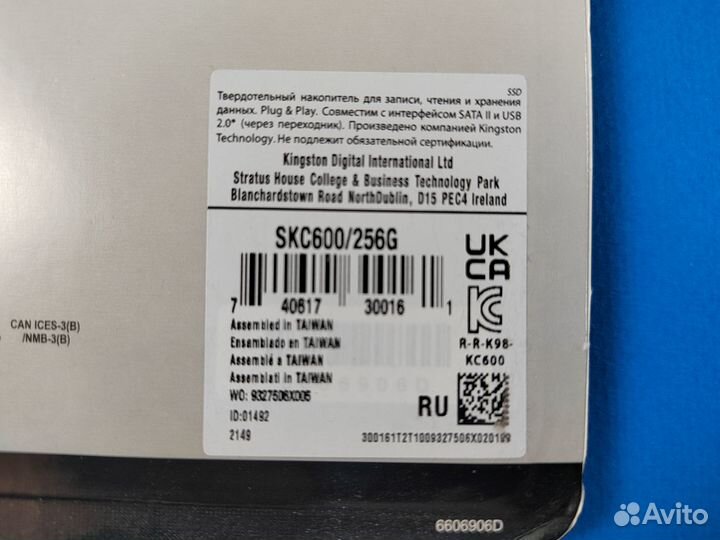 SSD
Твердотельный накопитель для записи, чтения и хранения
данных. Plug & Play. Совместим с интерфейсом SATA II и USB
2.0* (через переходник). Произведено компанией Kingston
Technology. Не подлежит обязательной сертификации.
Kingston Digital International Ltd
Stratus House College & Business Technology Park
Blanchardstown Road NorthDublin, D15 PEC4 Ireland
SKC600/256G
UK
CA
7 40617 30016 1
R-R-K98-
KC600
Assembled in TAIWAN
Ensamblado en TAIWAN
Assemblé a TAIWAN
Assemblati in TAIWAN
WO: 9327506X005
ID:01492
2149
RU
300161T2T1009327506X020199
CAN ICES-3(B)
/NMB-3(B)
6606906D
Avito